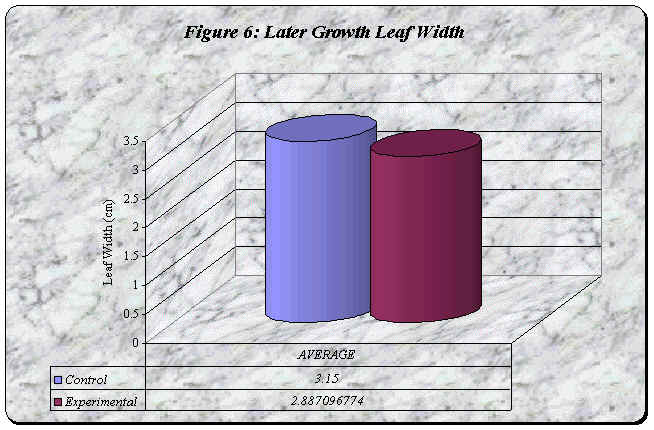 Figure 6: Later Growth Leaf Width
3.5
3
2.5
2
1.5
1
0.5
0
Leaf Width (cm)
AVERAGE
Control 3.15
Experimental 2.887096774